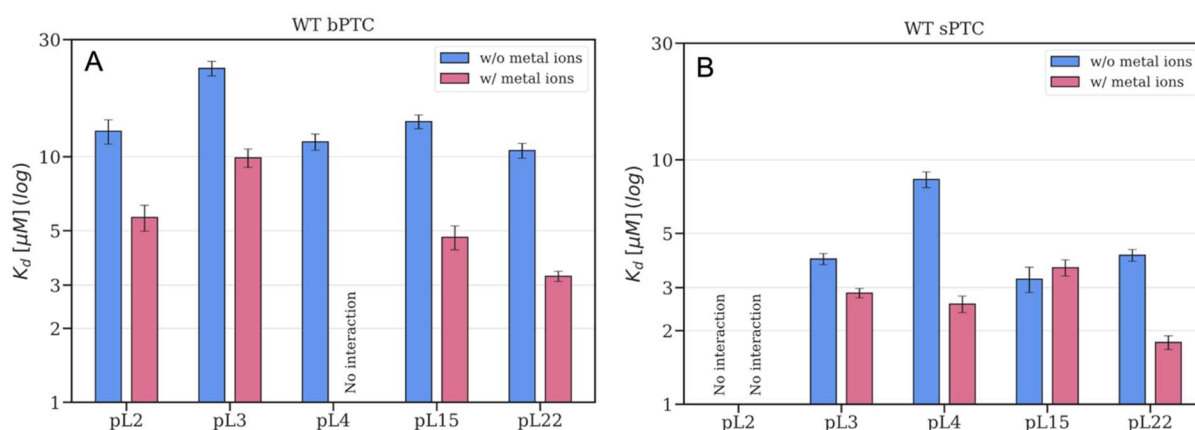 WT bPTC
A
w/o metal ions
w/ metal ions
30
10
5
3
2
1
K_d [μM] (log)
No interaction
pL2 pL3 pL4 pL15 pL22
WT sPTC
B
w/o metal ions
w/ metal ions
30
10
5
3
2
1
K_d [μM] (log)
No interaction
No interaction
pL2 pL3 pL4 pL15 pL22